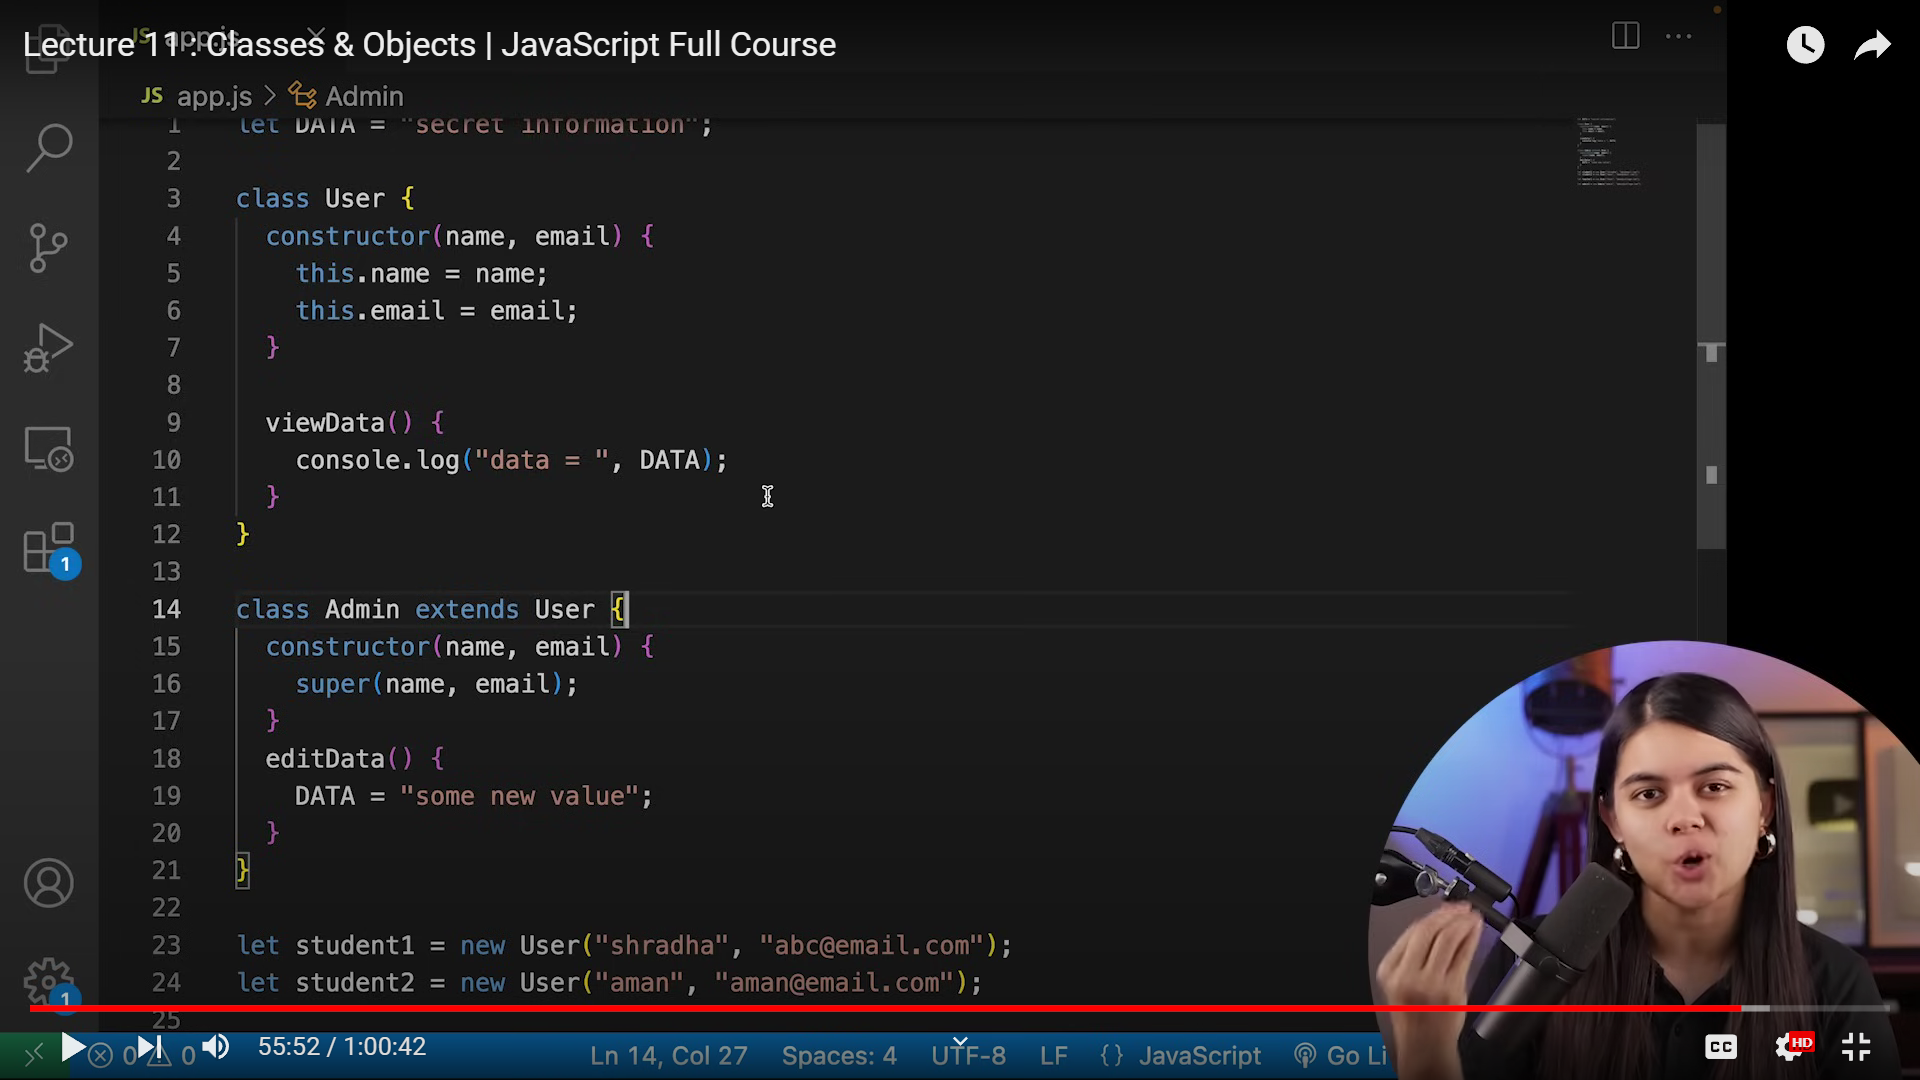 Lecture 11 : Classes & Objects | JavaScript Full Course
JS app.js
JS app.js > Admin
1 let DATA = "secret information";
2
3 class User {
4 constructor(name, email) {
5 this.name = name;
6 this.email = email;
7 }
8
9 viewData() {
10 console.log("data = ", DATA);
11 }
12 }
13
14 class Admin extends User {
15 constructor(name, email) {
16 super(name, email);
17 }
18 editData() {
19 DATA = "some new value";
20 }
21 }
22
23 let student1 = new User("shradha", "abc@email.com");
24 let student2 = new User("aman", "aman@email.com");
25
1
1
55:52 / 1:00:42
0 0 Ln 14, Col 27 Spaces: 4 UTF-8 LF {} JavaScript Go Li
CC HD